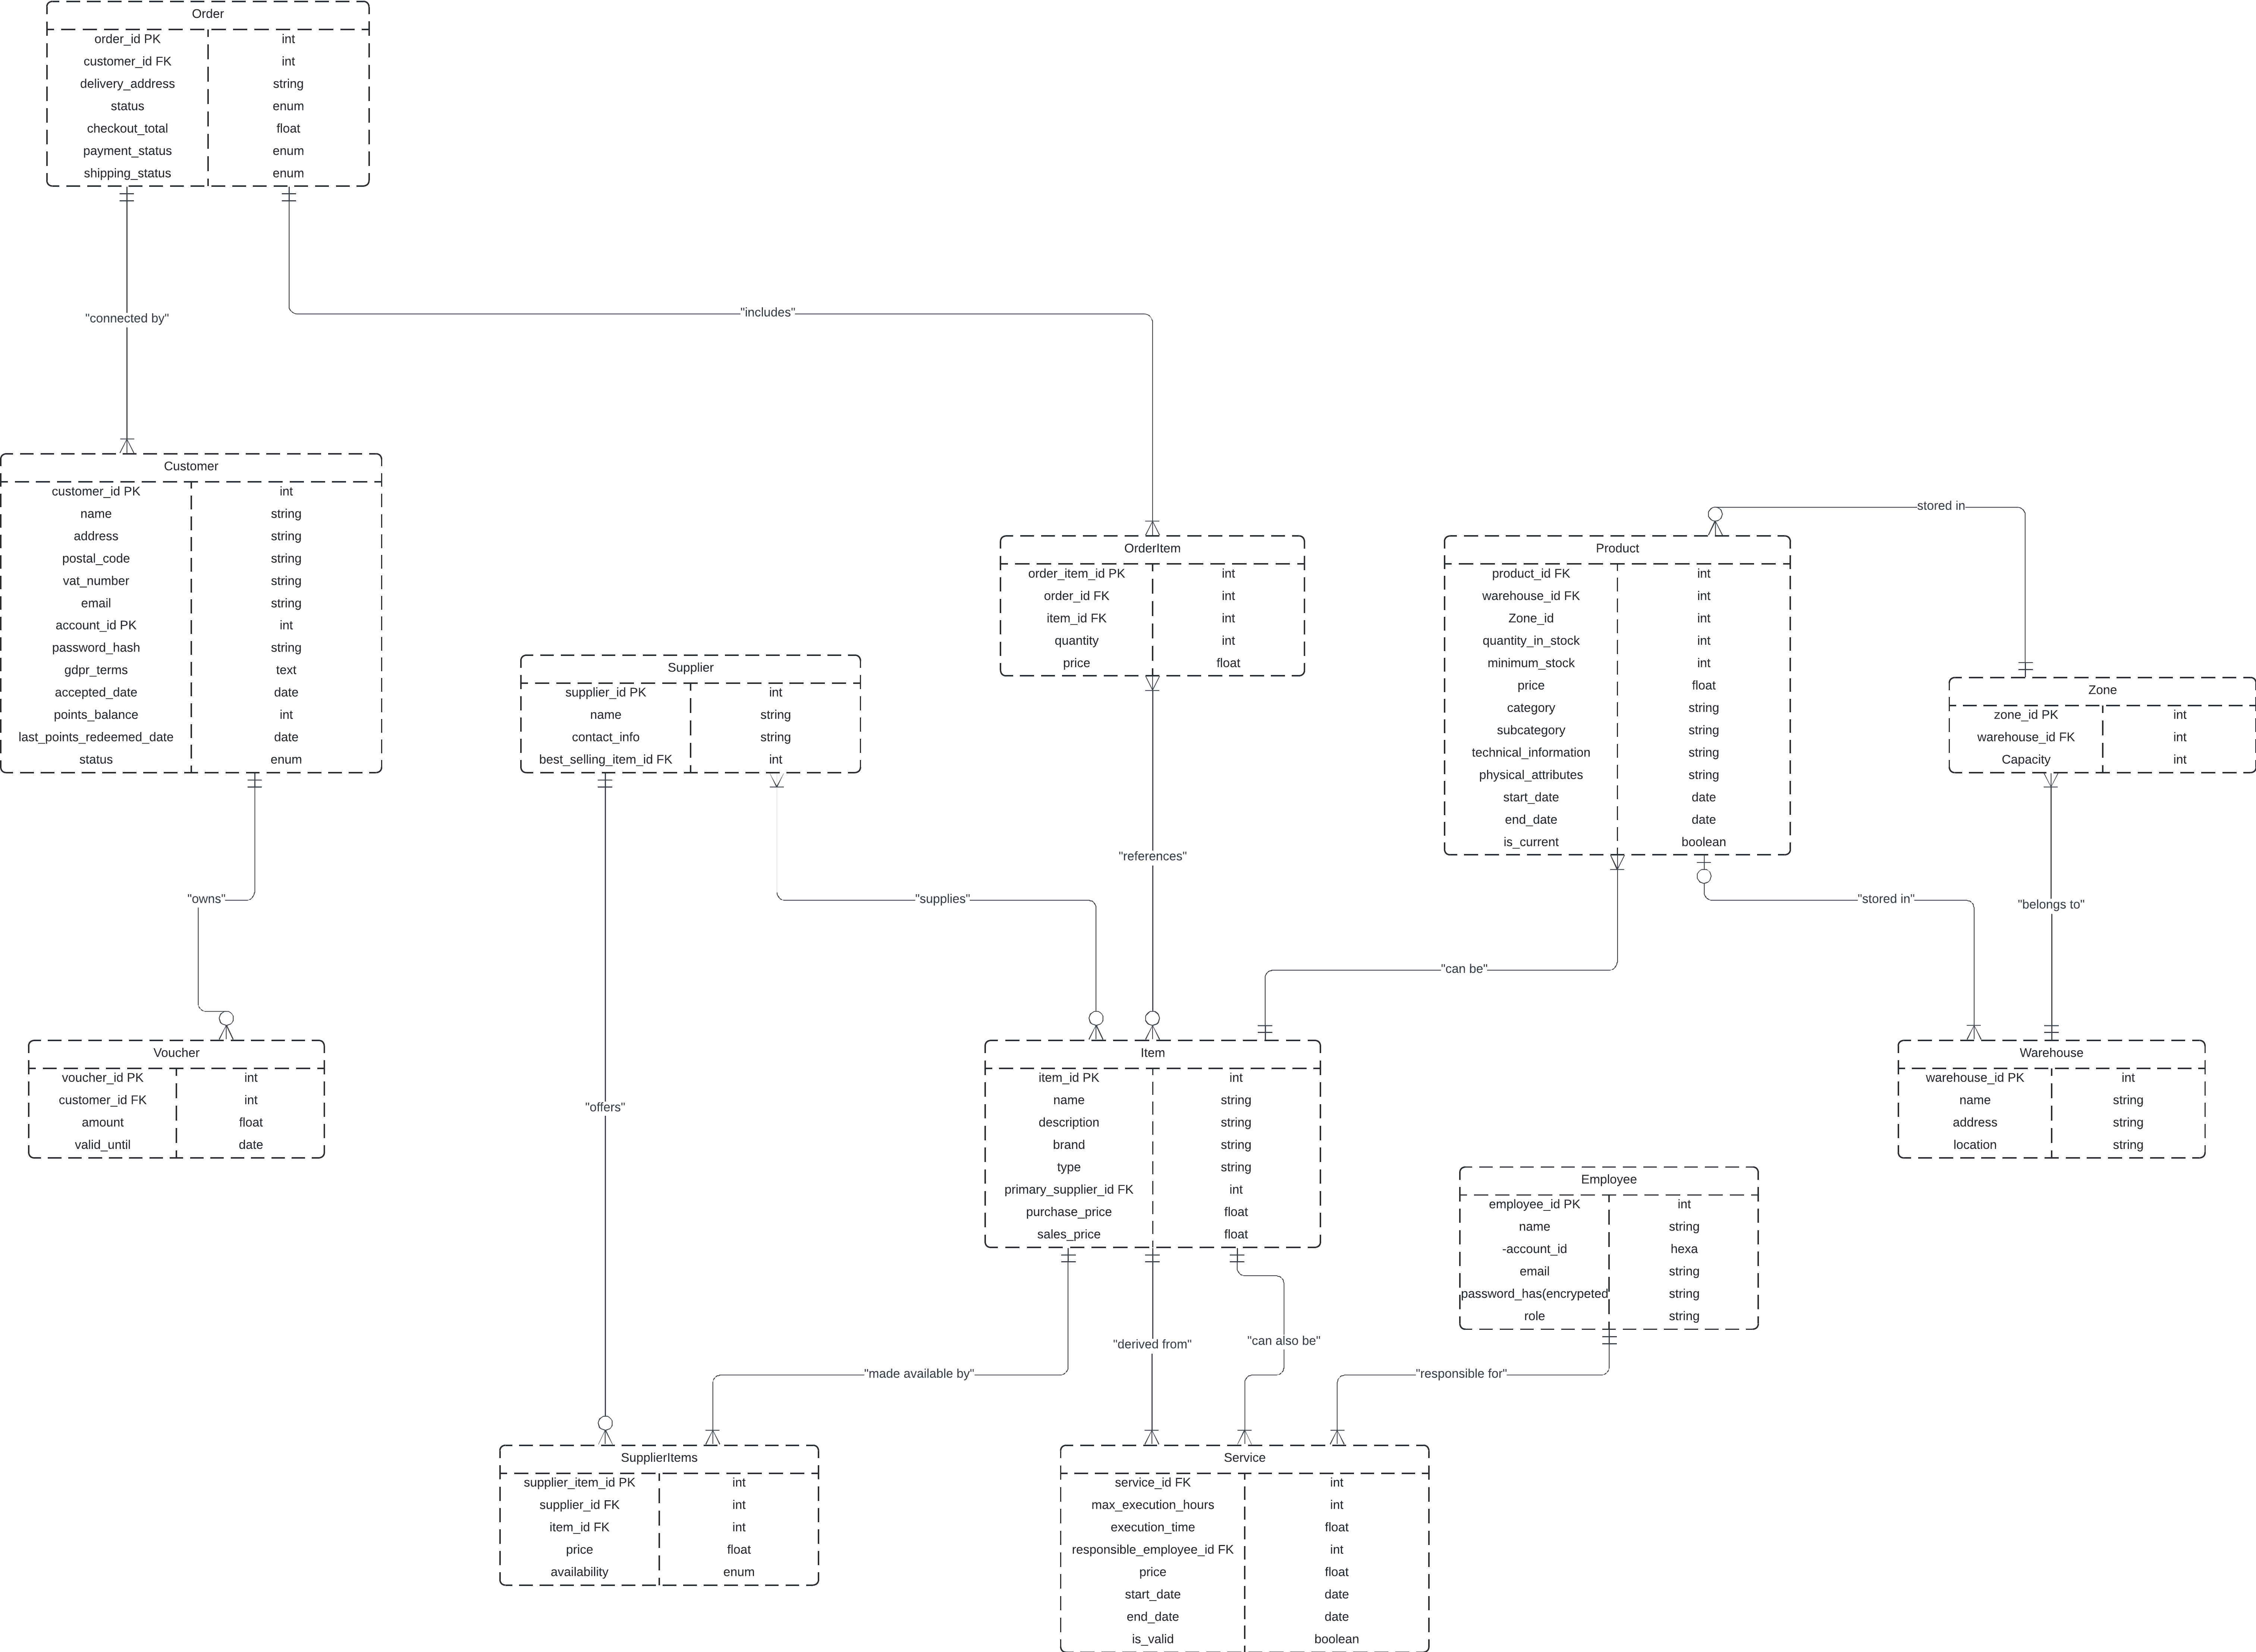 Order
order_id PK int
customer_id FK int
delivery_address string
status enum
checkout_total float
payment_status enum
shipping_status enum
"connected by"
"includes"
Customer
customer_id PK int
name string
address string
postal_code string
vat_number string
email string
account_id PK int
password_hash string
gdpr_terms text
accepted_date date
points_balance int
last_points_redeemed_date date
status enum
OrderItem
order_item_id PK int
order_id FK int
item_id FK int
quantity int
price float
stored in
Product
product_id FK int
warehouse_id FK int
Zone_id int
quantity_in_stock int
minimum_stock int
price float
category string
subcategory string
technical_information string
physical_attributes string
start_date date
end_date date
is_current boolean
Supplier
supplier_id PK int
name string
contact_info string
best_selling_item_id FK int
Zone
zone_id PK int
warehouse_id FK int
Capacity int
"owns"
"supplies"
"references"
"can be"
"stored in"
"belongs to"
Voucher
voucher_id PK int
customer_id FK int
amount float
valid_until date
"offers"
Item
item_id PK int
name string
description string
brand string
type string
primary_supplier_id FK int
purchase_price float
sales_price float
Warehouse
warehouse_id PK int
name string
address string
location string
Employee
employee_id PK int
name string
-account_id hexa
email string
password_has(encrypeted string
role string
"made available by"
"derived from"
"can also be"
"responsible for"
SupplierItems
supplier_item_id PK int
supplier_id FK int
item_id FK int
price float
availability enum
Service
service_id FK int
max_execution_hours int
execution_time float
responsible_employee_id FK int
price float
start_date date
end_date date
is_valid boolean